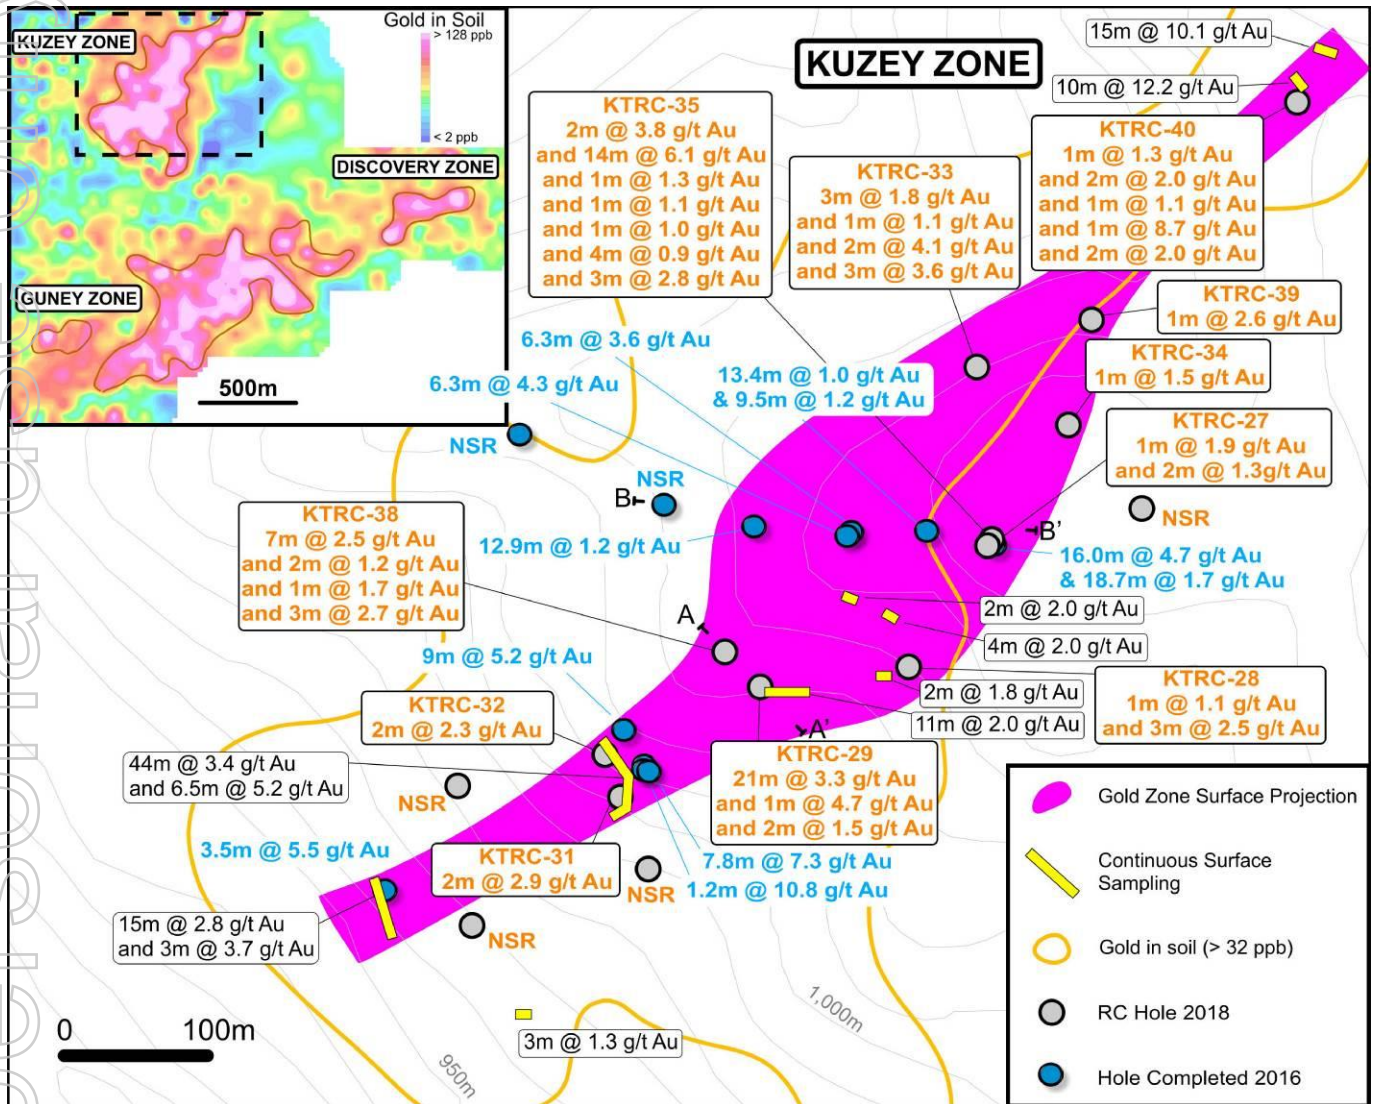 Gold in Soil
> 128 ppb
< 2 ppb
KUZEY ZONE
DISCOVERY ZONE
GUNEY ZONE
500m
KUZEY ZONE
15m @ 10.1 g/t Au
10m @ 12.2 g/t Au
KTRC-35
2m @ 3.8 g/t Au
and 14m @ 6.1 g/t Au
and 1m @ 1.3 g/t Au
and 1m @ 1.1 g/t Au
and 1m @ 1.0 g/t Au
and 4m @ 0.9 g/t Au
and 3m @ 2.8 g/t Au
KTRC-33
3m @ 1.8 g/t Au
and 1m @ 1.1 g/t Au
and 2m @ 4.1 g/t Au
and 3m @ 3.6 g/t Au
KTRC-40
1m @ 1.3 g/t Au
and 2m @ 2.0 g/t Au
and 1m @ 1.1 g/t Au
and 1m @ 8.7 g/t Au
and 2m @ 2.0 g/t Au
KTRC-39
1m @ 2.6 g/t Au
KTRC-34
1m @ 1.5 g/t Au
KTRC-27
1m @ 1.9 g/t Au
and 2m @ 1.3g/t Au
6.3m @ 3.6 g/t Au
6.3m @ 4.3 g/t Au
13.4m @ 1.0 g/t Au
& 9.5m @ 1.2 g/t Au
NSR
NSR
B
NSR
B'
12.9m @ 1.2 g/t Au
16.0m @ 4.7 g/t Au
& 18.7m @ 1.7 g/t Au
KTRC-38
7m @ 2.5 g/t Au
and 2m @ 1.2 g/t Au
and 1m @ 1.7 g/t Au
and 3m @ 2.7 g/t Au
2m @ 2.0 g/t Au
A
4m @ 2.0 g/t Au
9m @ 5.2 g/t Au
2m @ 1.8 g/t Au
KTRC-28
1m @ 1.1 g/t Au
and 3m @ 2.5 g/t Au
KTRC-32
2m @ 2.3 g/t Au
11m @ 2.0 g/t Au
A'
KTRC-29
21m @ 3.3 g/t Au
and 1m @ 4.7 g/t Au
and 2m @ 1.5 g/t Au
44m @ 3.4 g/t Au
and 6.5m @ 5.2 g/t Au
NSR
3.5m @ 5.5 g/t Au
KTRC-31
2m @ 2.9 g/t Au
7.8m @ 7.3 g/t Au
1.2m @ 10.8 g/t Au
NSR
15m @ 2.8 g/t Au
and 3m @ 3.7 g/t Au
NSR
3m @ 1.3 g/t Au
1,000m
950m
0 100m
Gold Zone Surface Projection
Continuous Surface
Sampling
Gold in soil (> 32 ppb)
RC Hole 2018
Hole Completed 2016